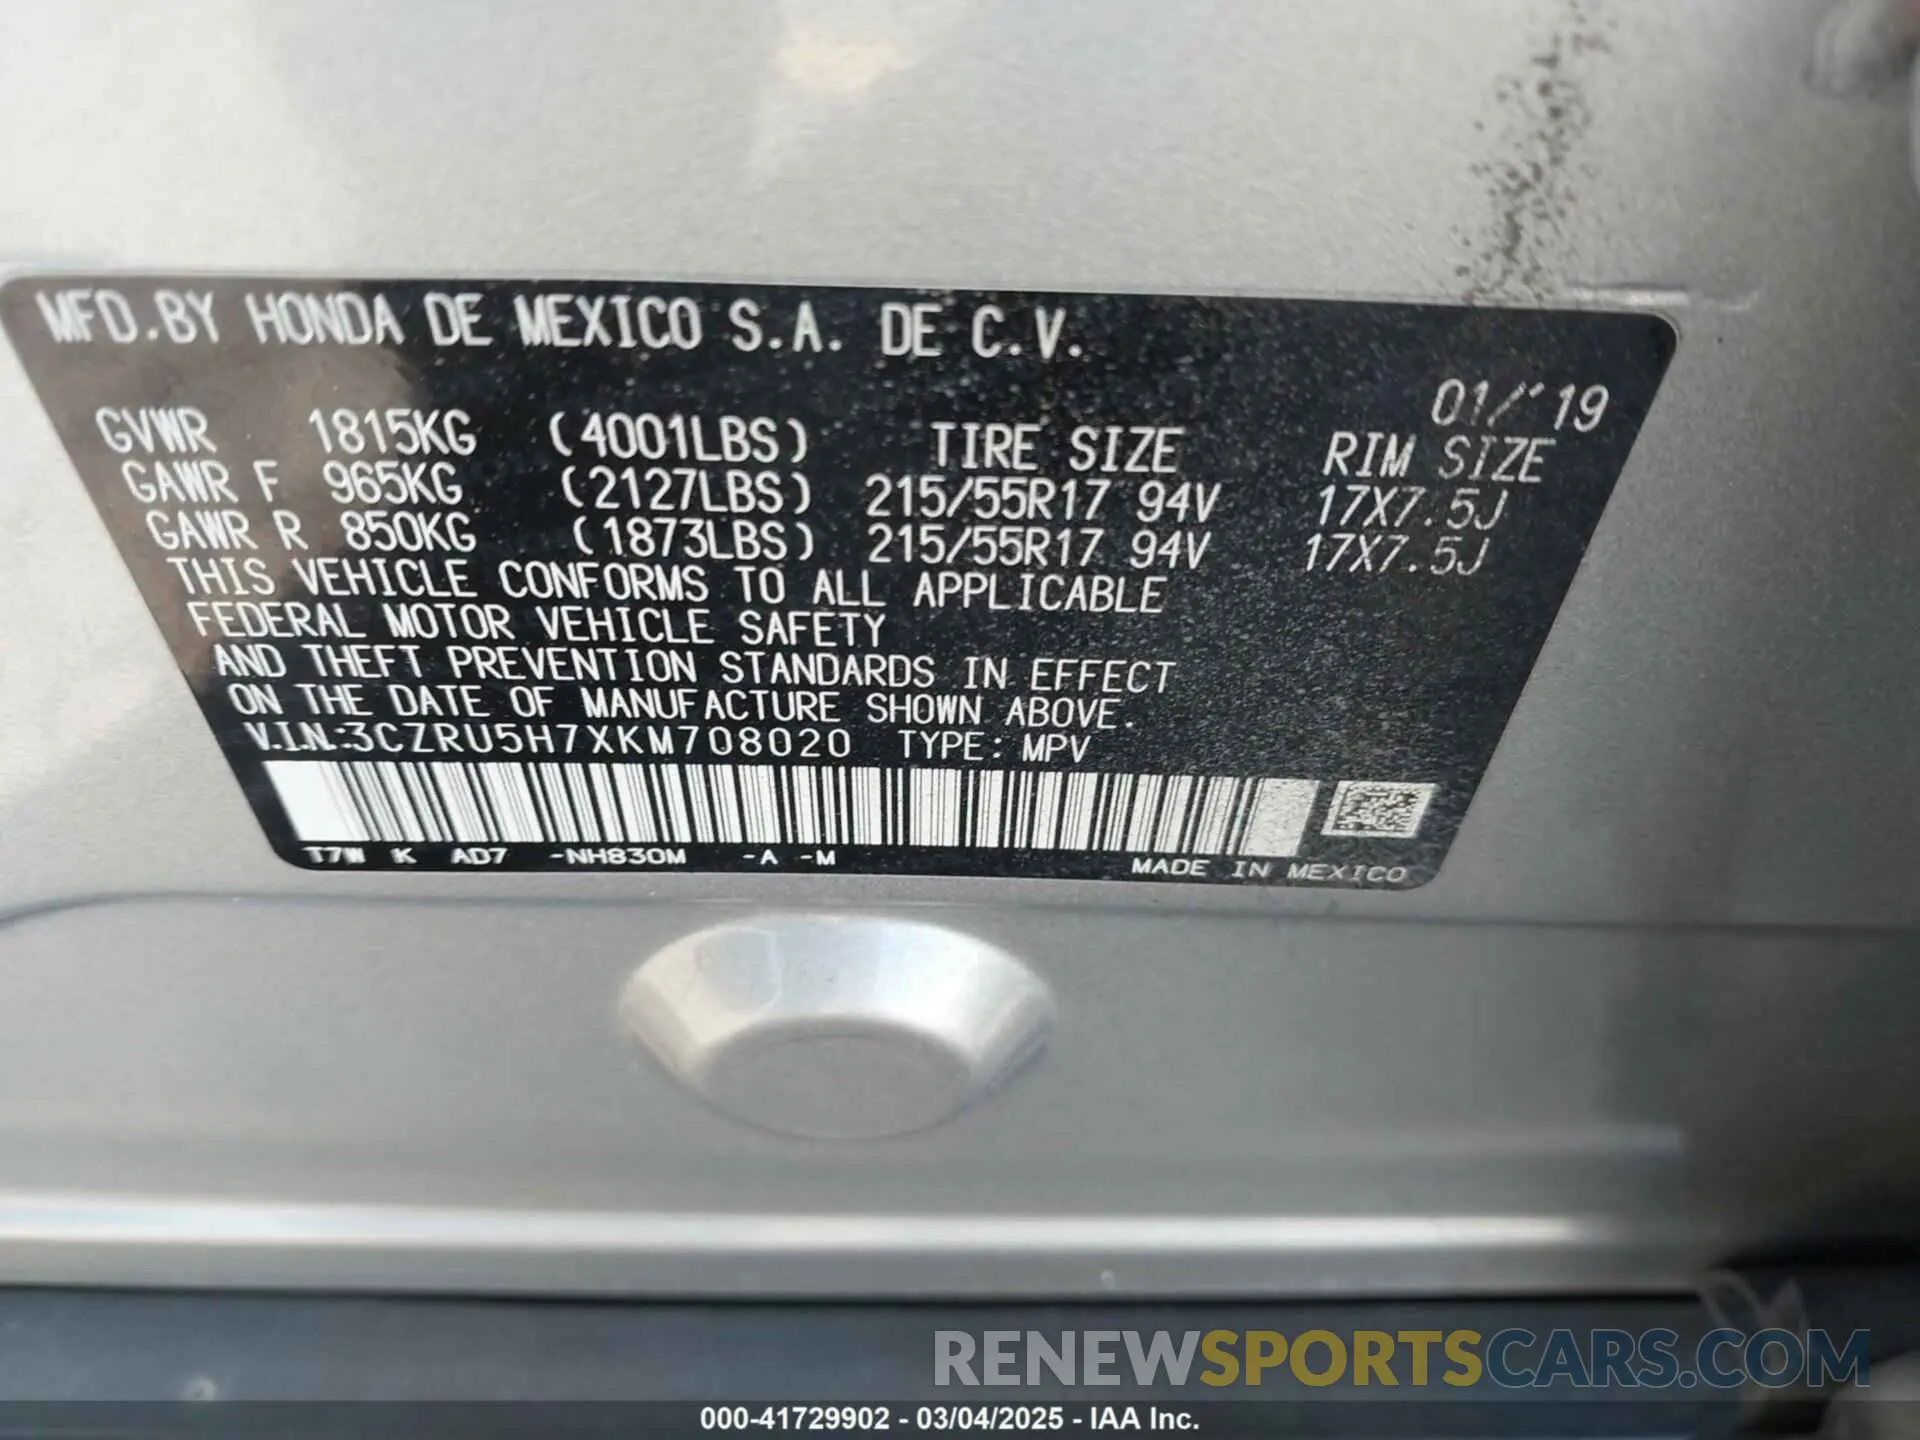 MFD.BY HONDA DE MEXICO S.A. DE C.V.
01/'19
GVWR 1815KG (4001LBS) TIRE SIZE RIM SIZE
GAWR F 965KG (2127LBS) 215/55R17 94V 17X7.5J
GAWR R 850KG (1873LBS) 215/55R17 94V 17X7.5J
THIS VEHICLE CONFORMS TO ALL APPLICABLE
FEDERAL MOTOR VEHICLE SAFETY
AND THEFT PREVENTION STANDARDS IN EFFECT
ON THE DATE OF MANUFACTURE SHOWN ABOVE.
V.I.N.:3CZRU5H7XKM708020 TYPE: MPV
T7W K AD7 -NH830M -A -M
MADE IN MEXICO
RENEWSPORTSCARS.COM
000-41729902 - 03/04/2025 - IAA Inc.